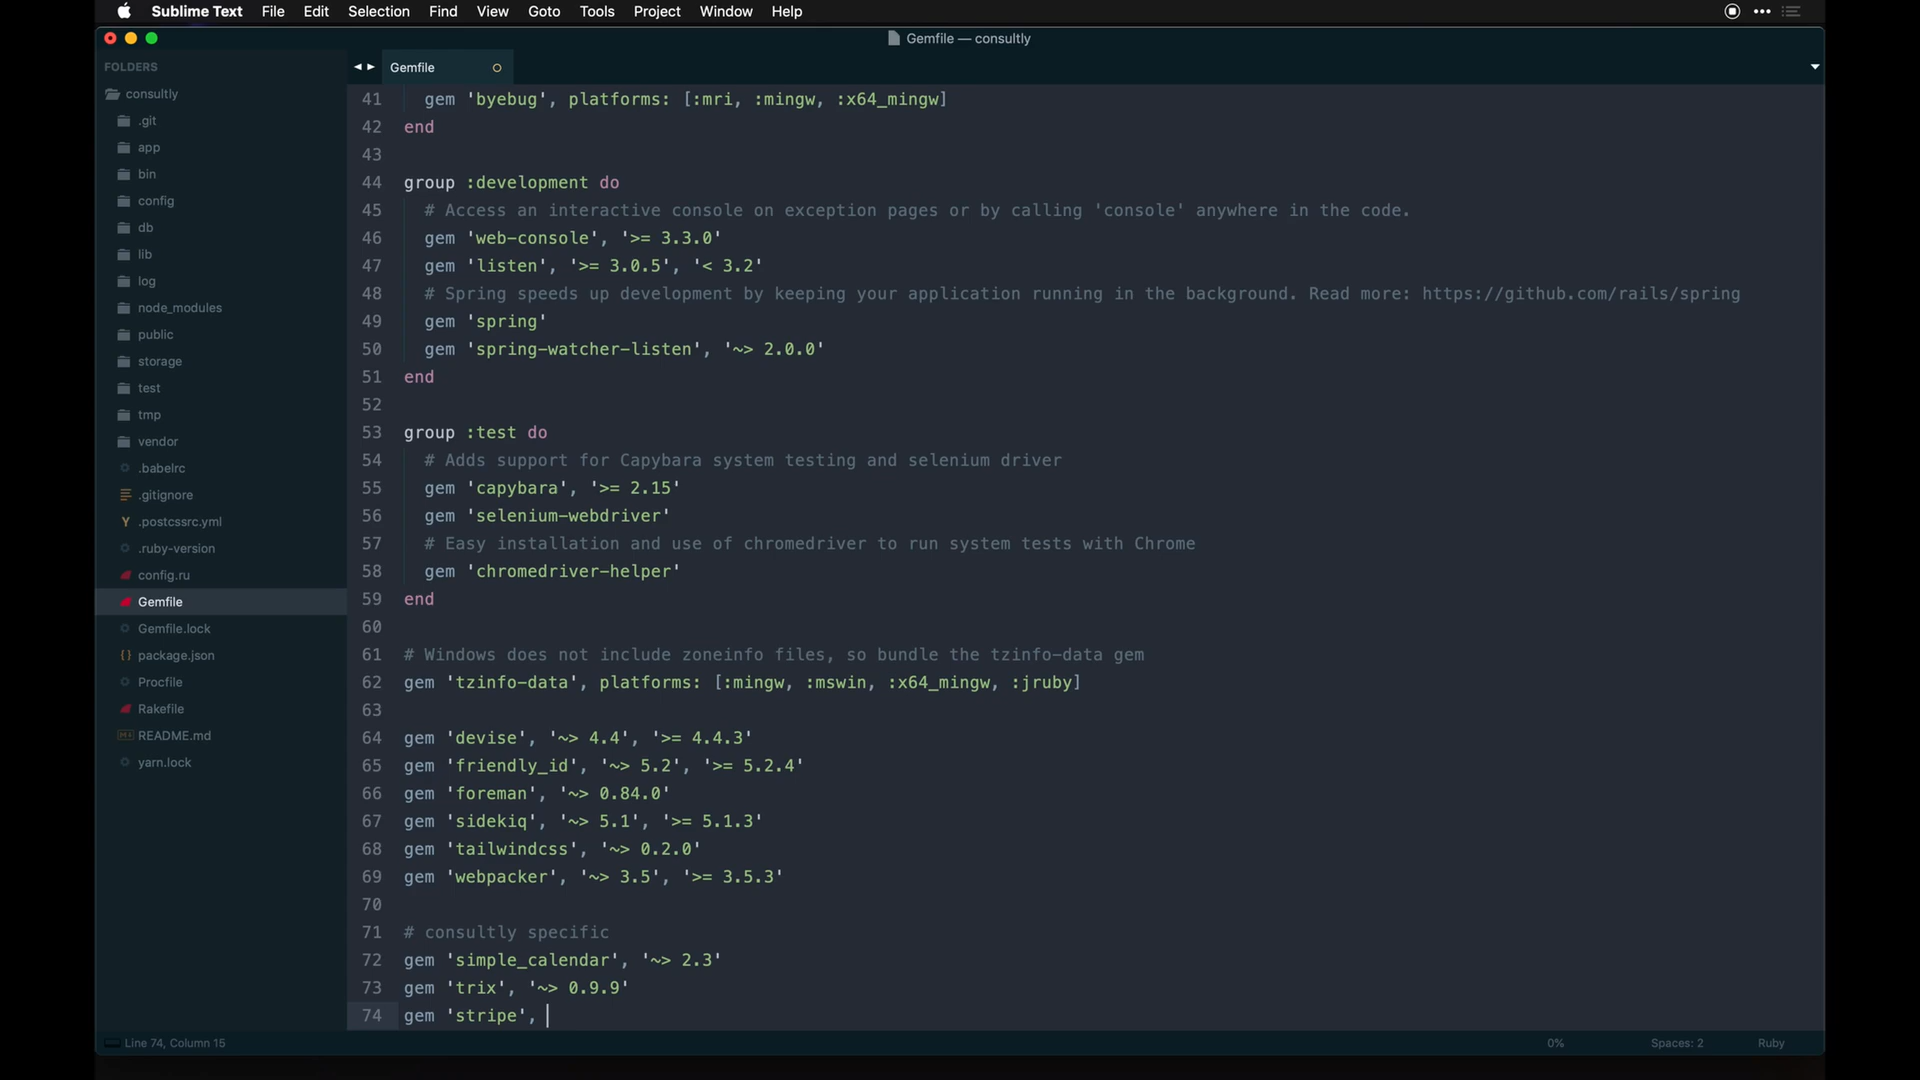 Sublime Text File Edit Selection Find View Goto Tools Project Window Help
Gemfile — consultly
FOLDERS
consultly
.git
app
bin
config
db
lib
log
node_modules
public
storage
test
tmp
vendor
.babelrc
.gitignore
.postcssrc.yml
.ruby-version
config.ru
Gemfile
Gemfile.lock
package.json
Procfile
Rakefile
README.md
yarn.lock
Gemfile
41 gem 'byebug', platforms: [:mri, :mingw, :x64_mingw]
42 end
43
44 group :development do
45 # Access an interactive console on exception pages or by calling 'console' anywhere in the code.
46 gem 'web-console', '>= 3.3.0'
47 gem 'listen', '>= 3.0.5', '< 3.2'
48 # Spring speeds up development by keeping your application running in the background. Read more: https://github.com/rails/spring
49 gem 'spring'
50 gem 'spring-watcher-listen', '~> 2.0.0'
51 end
52
53 group :test do
54 # Adds support for Capybara system testing and selenium driver
55 gem 'capybara', '>= 2.15'
56 gem 'selenium-webdriver'
57 # Easy installation and use of chromedriver to run system tests with Chrome
58 gem 'chromedriver-helper'
59 end
60
61 # Windows does not include zoneinfo files, so bundle the tzinfo-data gem
62 gem 'tzinfo-data', platforms: [:mingw, :mswin, :x64_mingw, :jruby]
63
64 gem 'devise', '~> 4.4', '>= 4.4.3'
65 gem 'friendly_id', '~> 5.2', '>= 5.2.4'
66 gem 'foreman', '~> 0.84.0'
67 gem 'sidekiq', '~> 5.1', '>= 5.1.3'
68 gem 'tailwindcss', '~> 0.2.0'
69 gem 'webpacker', '~> 3.5', '>= 3.5.3'
70
71 # consultly specific
72 gem 'simple_calendar', '~> 2.3'
73 gem 'trix', '~> 0.9.9'
74 gem 'stripe',
Line 74, Column 15 0% Spaces: 2 Ruby